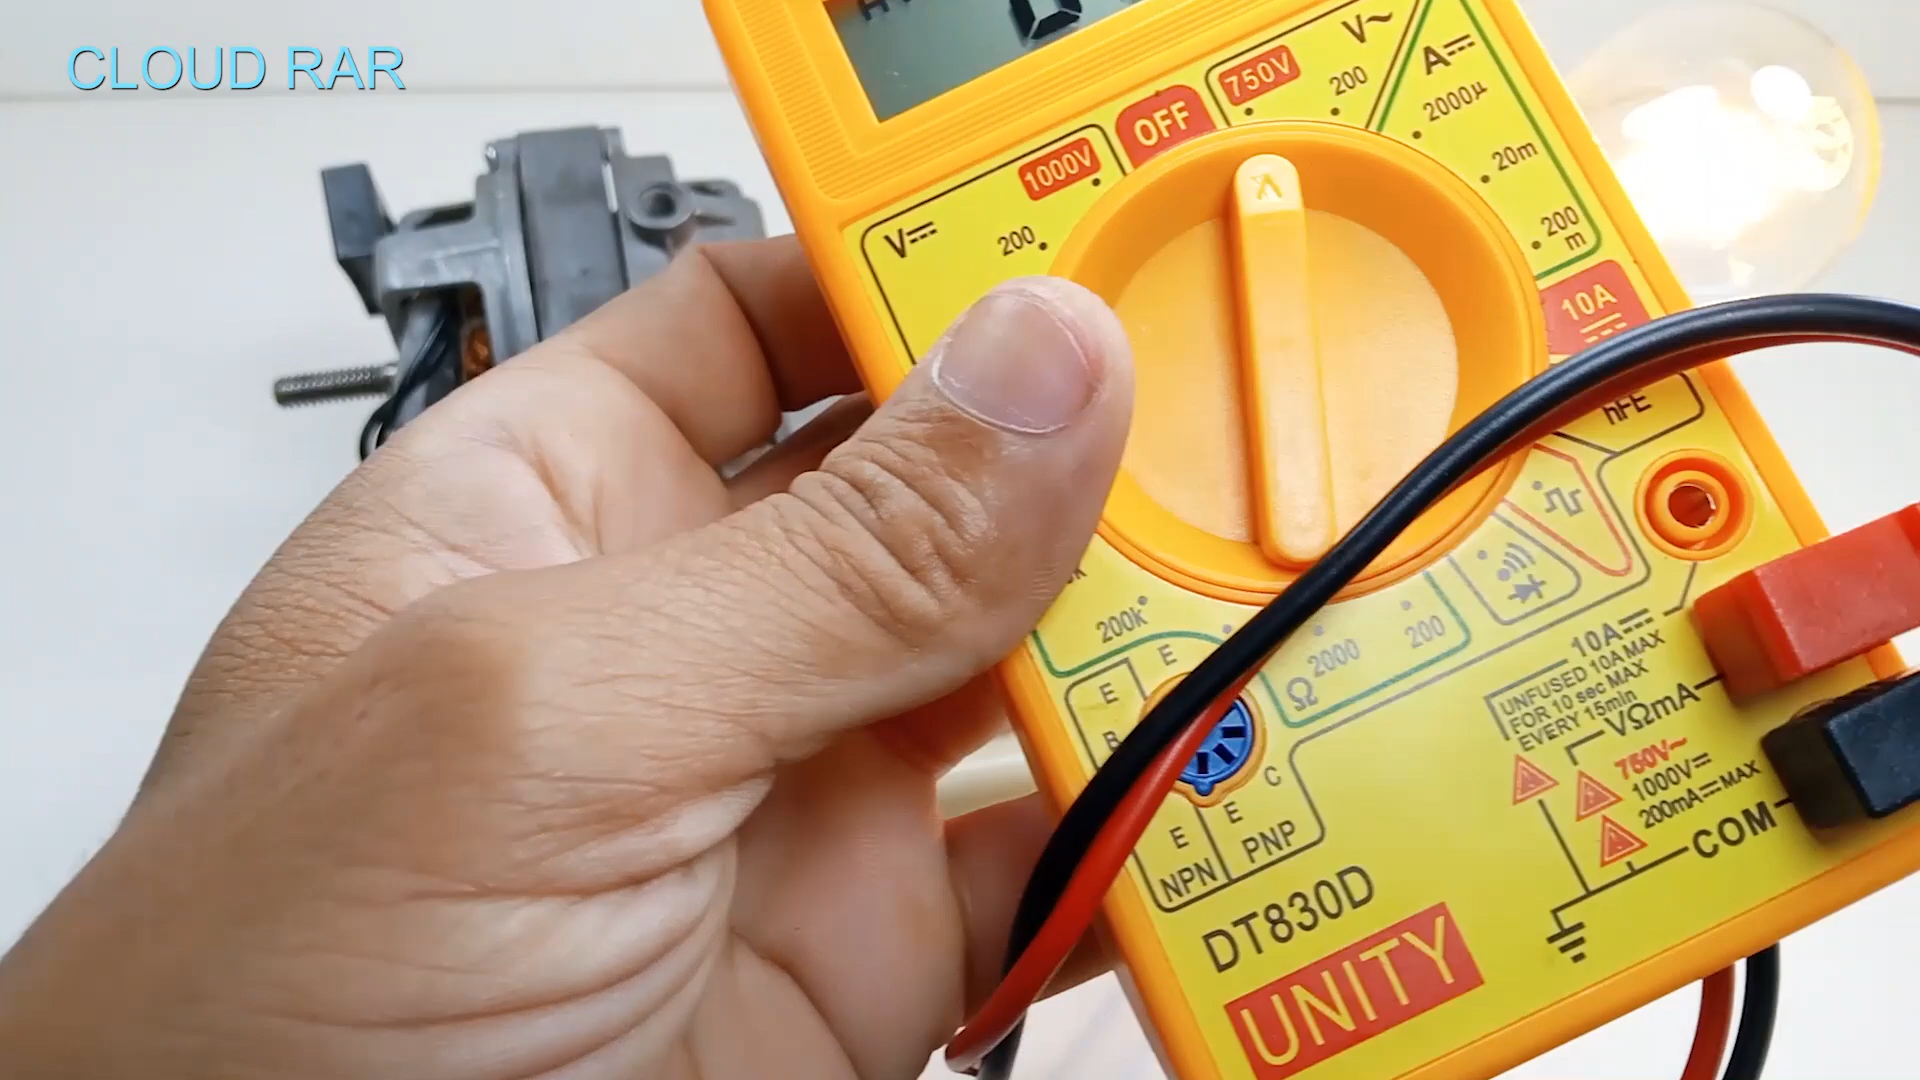 CLOUD RAR
V~
750V
200
A
2000µ
OFF
1000V
20m
V
200
200
m
10A
hFE
200k
2000
200
Ω
E
E
B
C
E
E
NPN
PNP
10A
UNFUSED 10A MAX
FOR 10 sec MAX
EVERY 15min
VΩmA
750V~
1000V
200mA MAX
COM
DT830D
UNITY